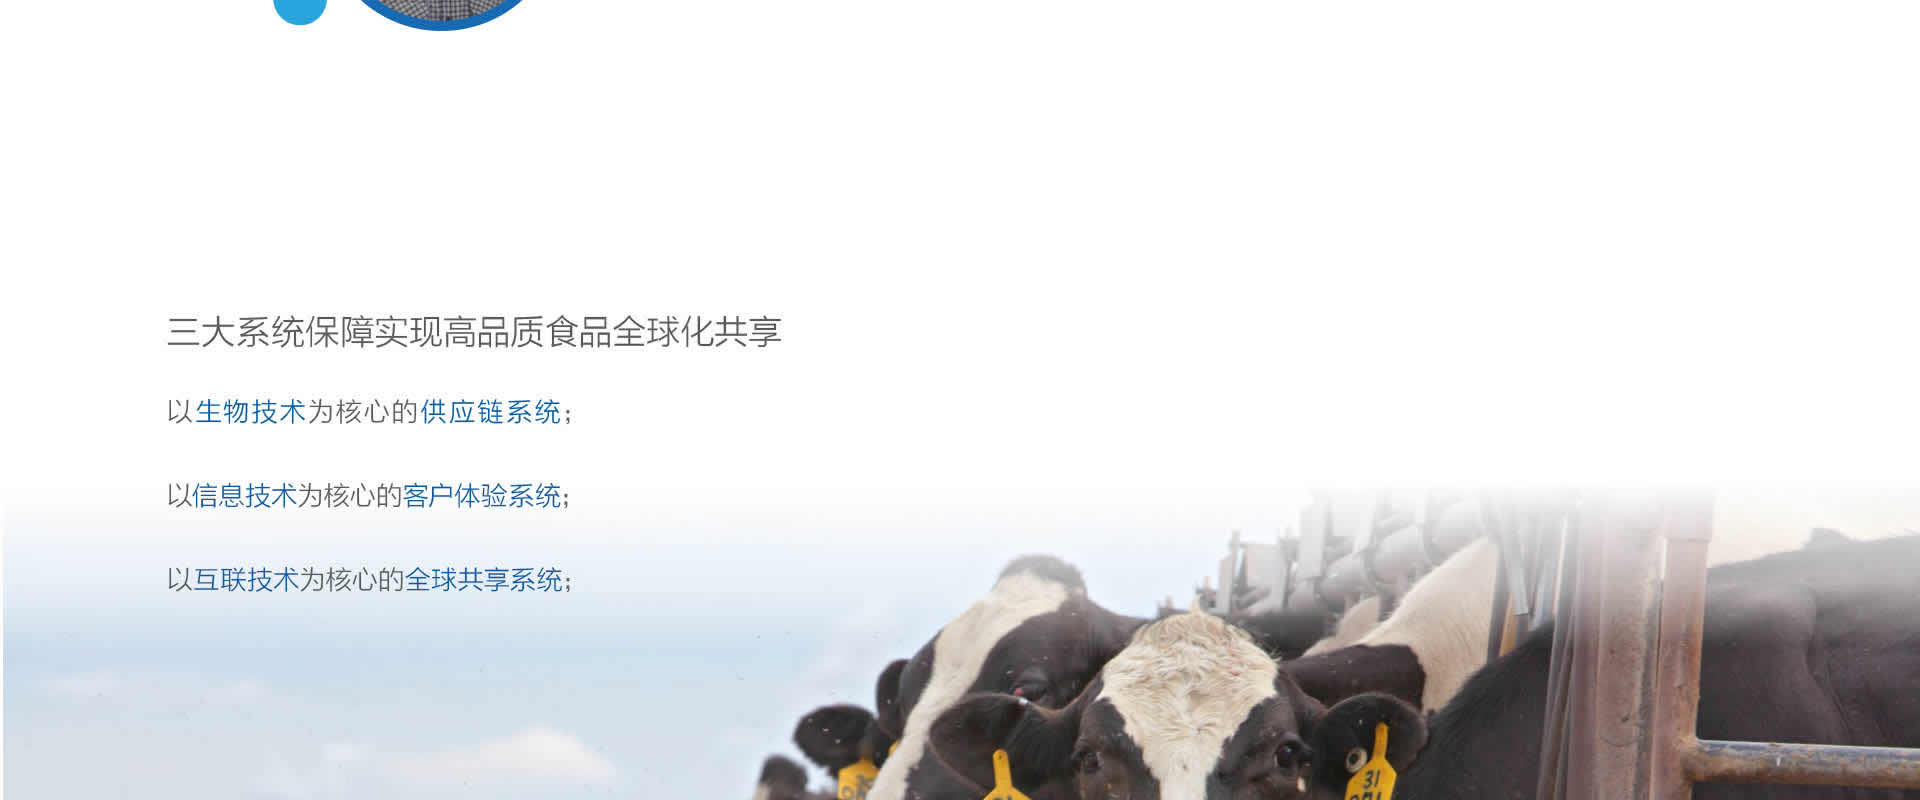 三大系统保障实现高品质食品全球化共享
以生物技术为核心的供应链系统；
以信息技术为核心的客户体验系统；
以互联技术为核心的全球共享系统；
31